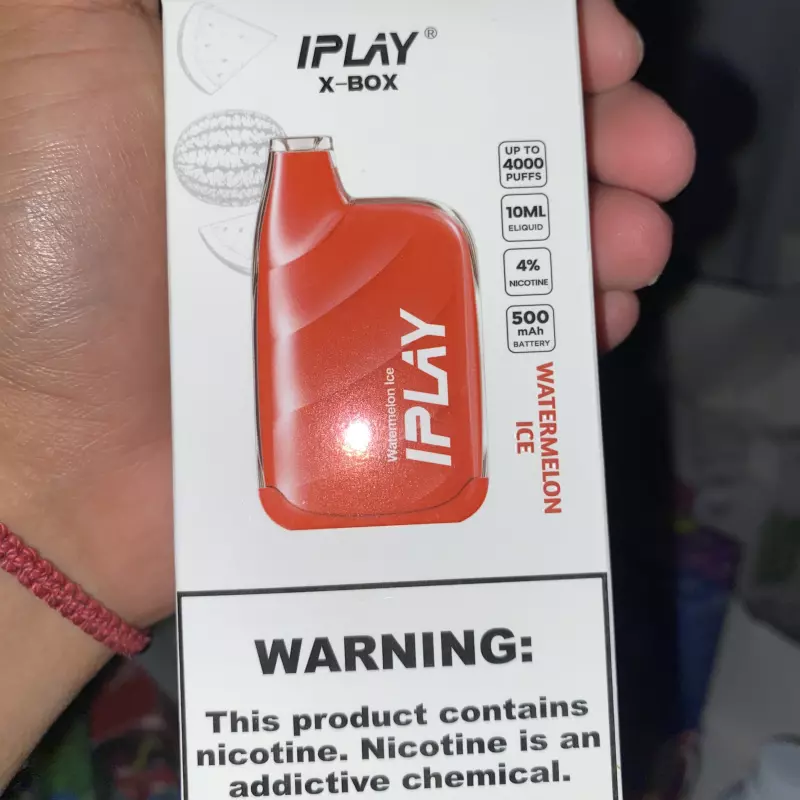 IPLAY®
X-BOX
UP TO
4000
PUFFS
10ML
ELIQUID
4%
NICOTINE
500
mAh
BATTERY
WATERMELON
ICE
Watermelon Ice
IPLAY
WARNING:
This product contains
nicotine. Nicotine is an
addictive chemical.